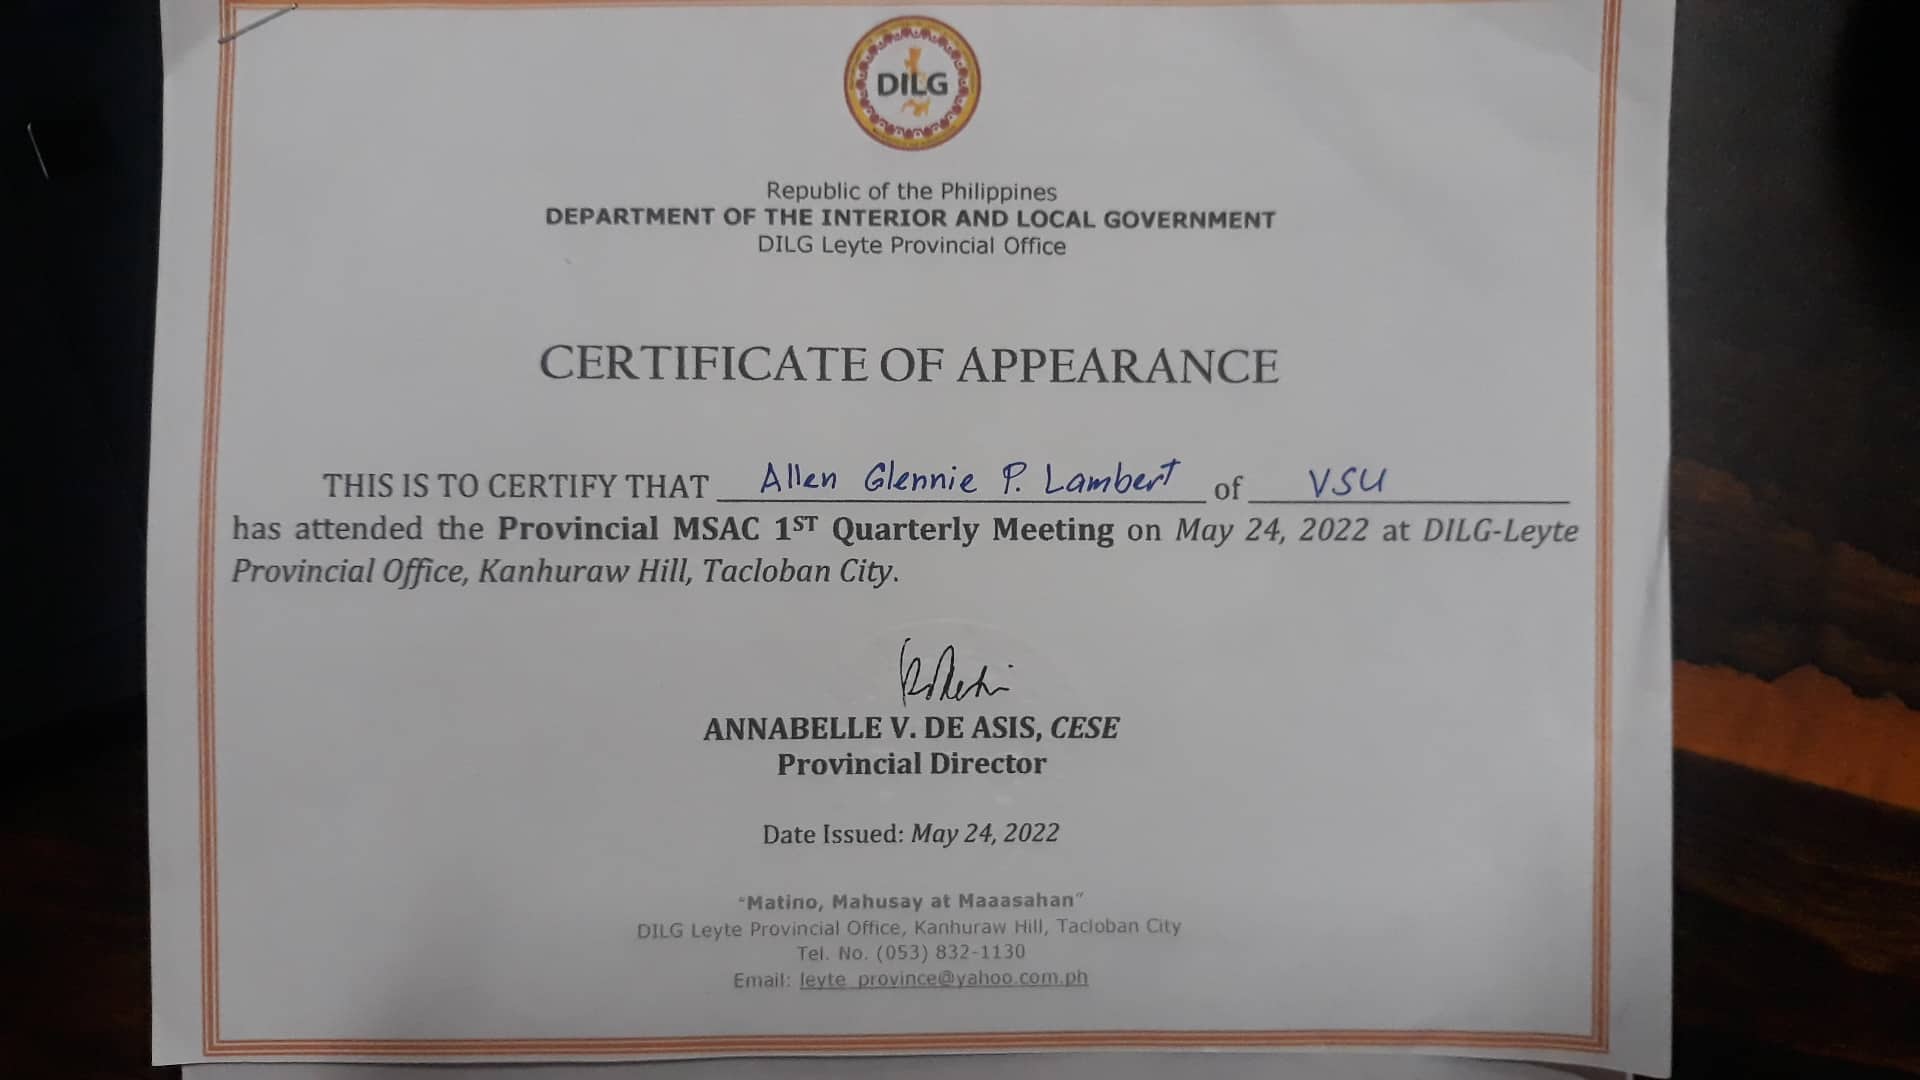 DILG
Republic of the Philippines
DEPARTMENT OF THE INTERIOR AND LOCAL GOVERNMENT
DILG Leyte Provincial Office
CERTIFICATE OF APPEARANCE
THIS IS TO CERTIFY THAT Allen Glennie P. Lambert of VSU
has attended the Provincial MSAC 1ST Quarterly Meeting on May 24, 2022 at DILG-Leyte
Provincial Office, Kanhuraw Hill, Tacloban City.
ANNABELLE V. DE ASIS, CESE
Provincial Director
Date Issued: May 24, 2022
"Matino, Mahusay at Maaasahan"
DILG Leyte Provincial Office, Kanhuraw Hill, Tacloban City
Tel. No. (053) 832-1130
Email: leyte_province@yahoo.com.ph